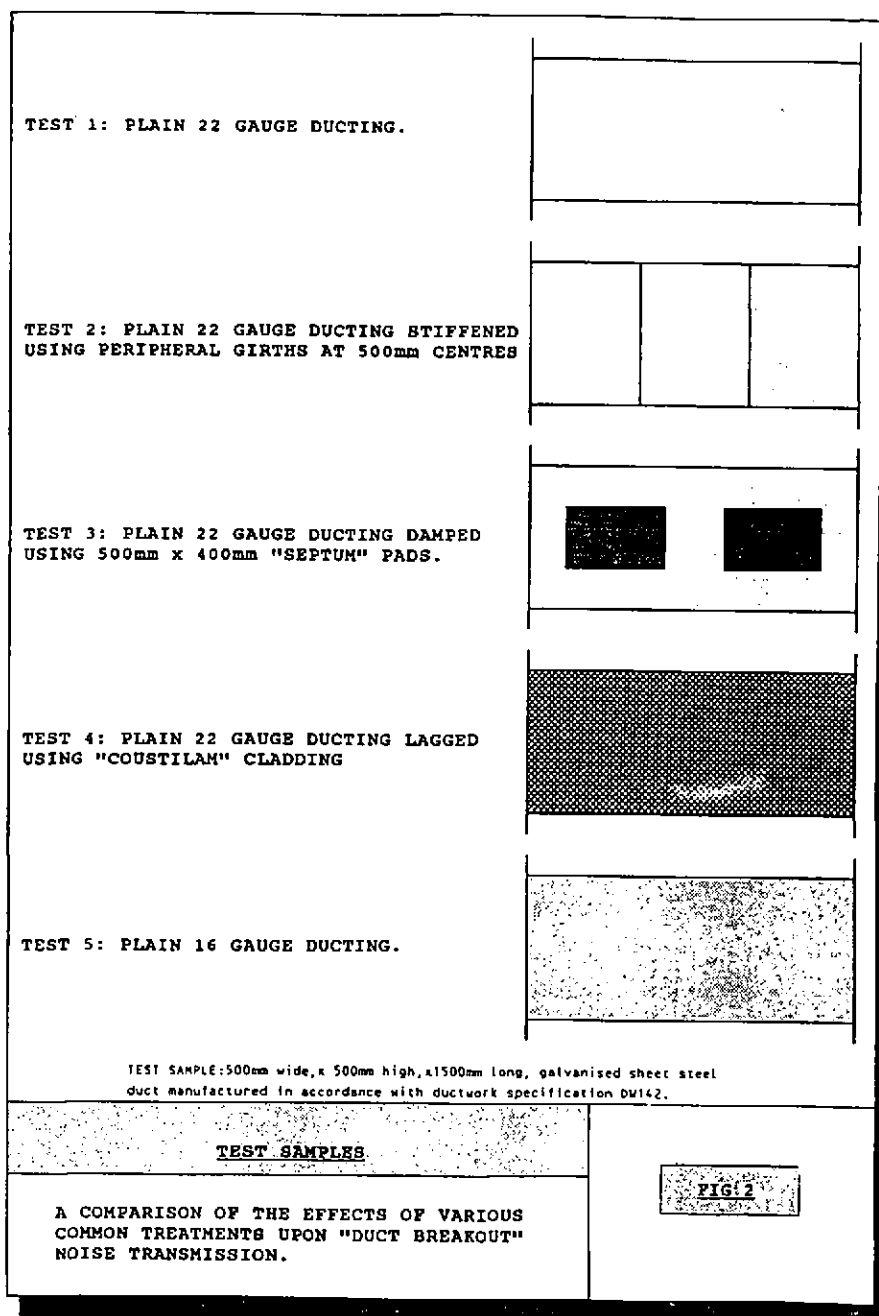 TEST 1: PLAIN 22 GAUGE DUCTING.
TEST 2: PLAIN 22 GAUGE DUCTING STIFFENED
USING PERIPHERAL GIRTHS AT 500mm CENTRES
TEST 3: PLAIN 22 GAUGE DUCTING DAMPED
USING 500mm x 400mm "SEPTUM" PADS.
TEST 4: PLAIN 22 GAUGE DUCTING LAGGED
USING "COUSTILAM" CLADDING
TEST 5: PLAIN 16 GAUGE DUCTING.
TEST SAMPLE:500mm wide,x 500mm high,x1500mm long, galvanised sheet steel
duct manufactured in accordance with ductwork specification DW142.
TEST SAMPLES
FIG:2
A COMPARISON OF THE EFFECTS OF VARIOUS
COMMON TREATMENTS UPON "DUCT BREAKOUT"
NOISE TRANSMISSION.